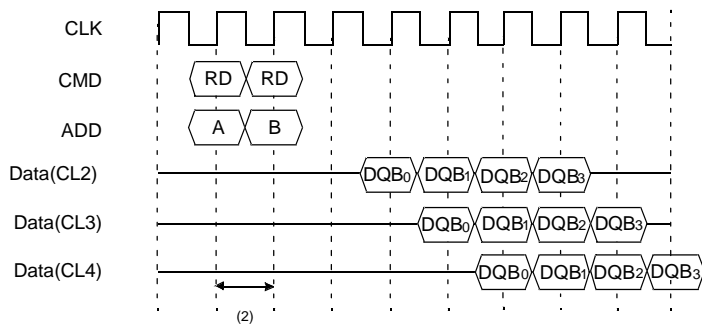 CLK
CMD RD RD
ADD A B
Data(CL2) DQB0 DQB1 DQB2 DQB3
Data(CL3) DQB0 DQB1 DQB2 DQB3
Data(CL4) DQB0 DQB1 DQB2 DQB3
(2)